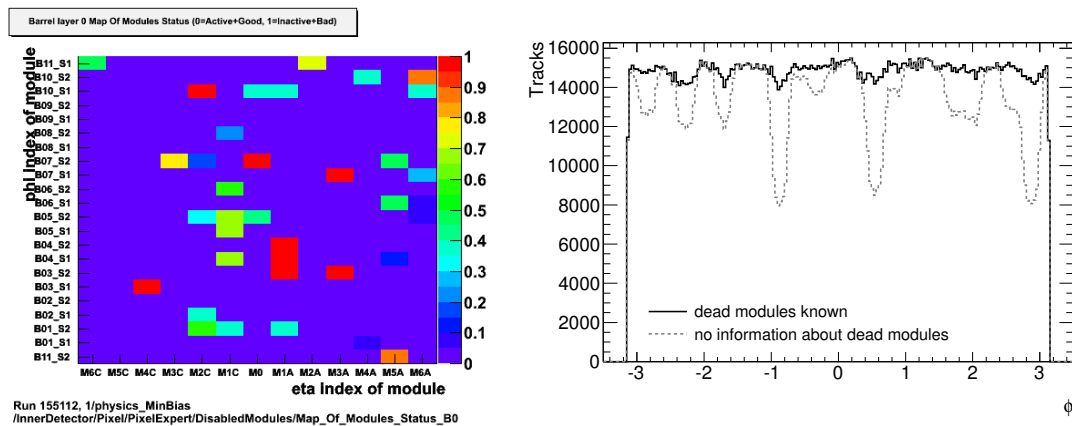 Barrel layer 0 Map Of Modules Status (0=Active+Good, 1=Inactive+Bad)
phi index of module
B11_S1
B10_S2
B10_S1
B09_S2
B09_S1
B08_S2
B08_S1
B07_S2
B07_S1
B06_S2
B06_S1
B05_S2
B05_S1
B04_S2
B04_S1
B03_S2
B03_S1
B02_S2
B02_S1
B01_S2
B01_S1
B11_S2
M6C M5C M4C M3C M2C M1C M0 M1A M2A M3A M4A M5A M6A
eta index of module
1
0.9
0.8
0.7
0.6
0.5
0.4
0.3
0.2
0.1
0
Run 155112, 1/physics_MinBias
/InnerDetector/Pixel/PixelExpert/DisabledModules/Map_Of_Modules_Status_B0
Tracks
16000
14000
12000
10000
8000
6000
4000
2000
0
dead modules known
no information about dead modules
-3 -2 -1 0 1 2 3
ϕ